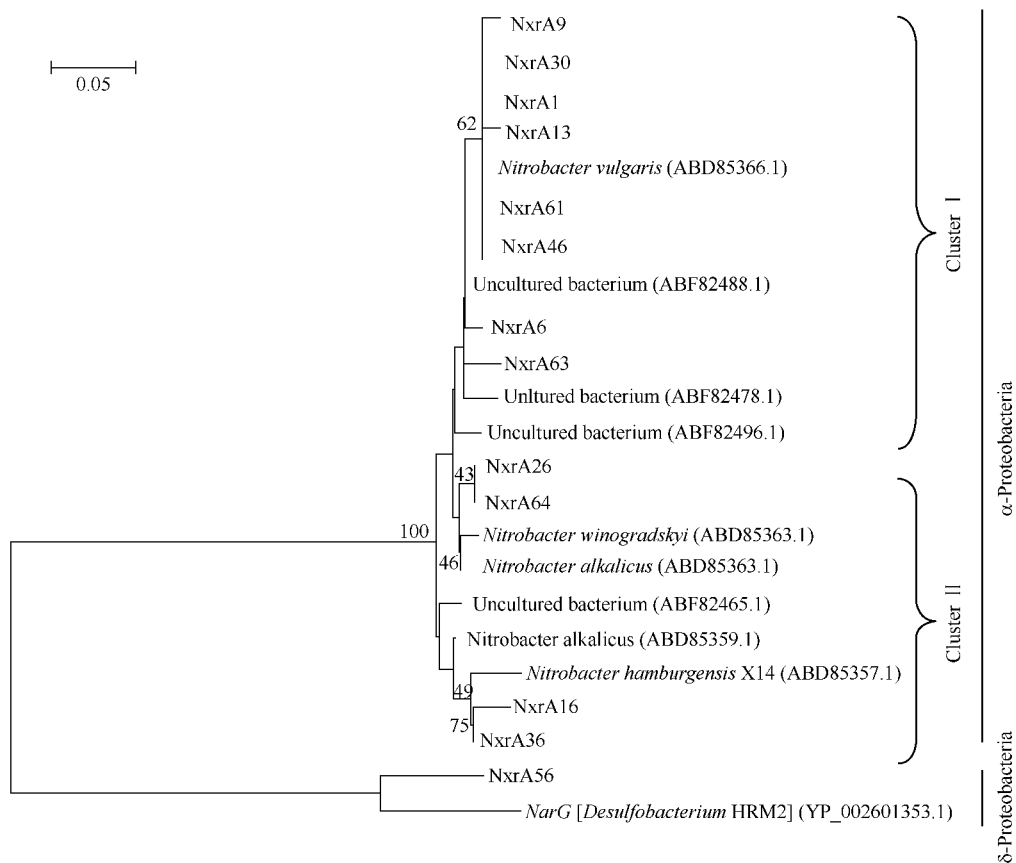 NxrA9
NxrA30
0.05
NxrA1
62
NxrA13
Nitrobacter vulgaris (ABD85366.1)
NxrA61
NxrA46
Uncultured bacterium (ABF82488.1)
NxrA6
NxrA63
Unltured bacterium (ABF82478.1)
Uncultured bacterium (ABF82496.1)
43
NxrA26
NxrA64
100
Nitrobacter winogradskyi (ABD85363.1)
46
Nitrobacter alkalicus (ABD85363.1)
Uncultured bacterium (ABF82465.1)
Nitrobacter alkalicus (ABD85359.1)
Nitrobacter hamburgensis X14 (ABD85357.1)
49
NxrA16
75
NxrA36
NxrA56
NarG [Desulfobacterium HRM2] (YP_002601353.1)
Cluster I
Cluster II
α-Proteobacteria
δ-Proteobacteria